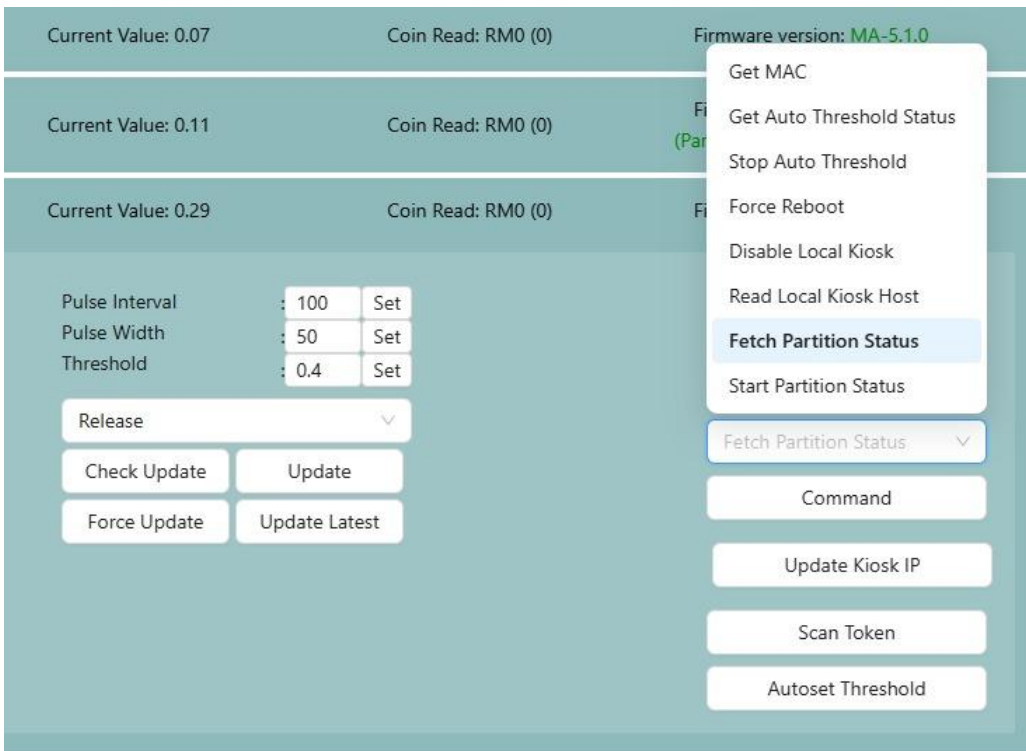 Current Value: 0.07 Coin Read: RM0 (0) Firmware version: MA-5.1.0
Current Value: 0.11 Coin Read: RM0 (0) Fi
(Par
Current Value: 0.29 Coin Read: RM0 (0) Fi
Get MAC
Get Auto Threshold Status
Stop Auto Threshold
Force Reboot
Disable Local Kiosk
Read Local Kiosk Host
Fetch Partition Status
Start Partition Status
Pulse Interval : 100 Set
Pulse Width : 50 Set
Threshold : 0.4 Set
Release
Check Update Update
Force Update Update Latest
Fetch Partition Status
Command
Update Kiosk IP
Scan Token
Autoset Threshold